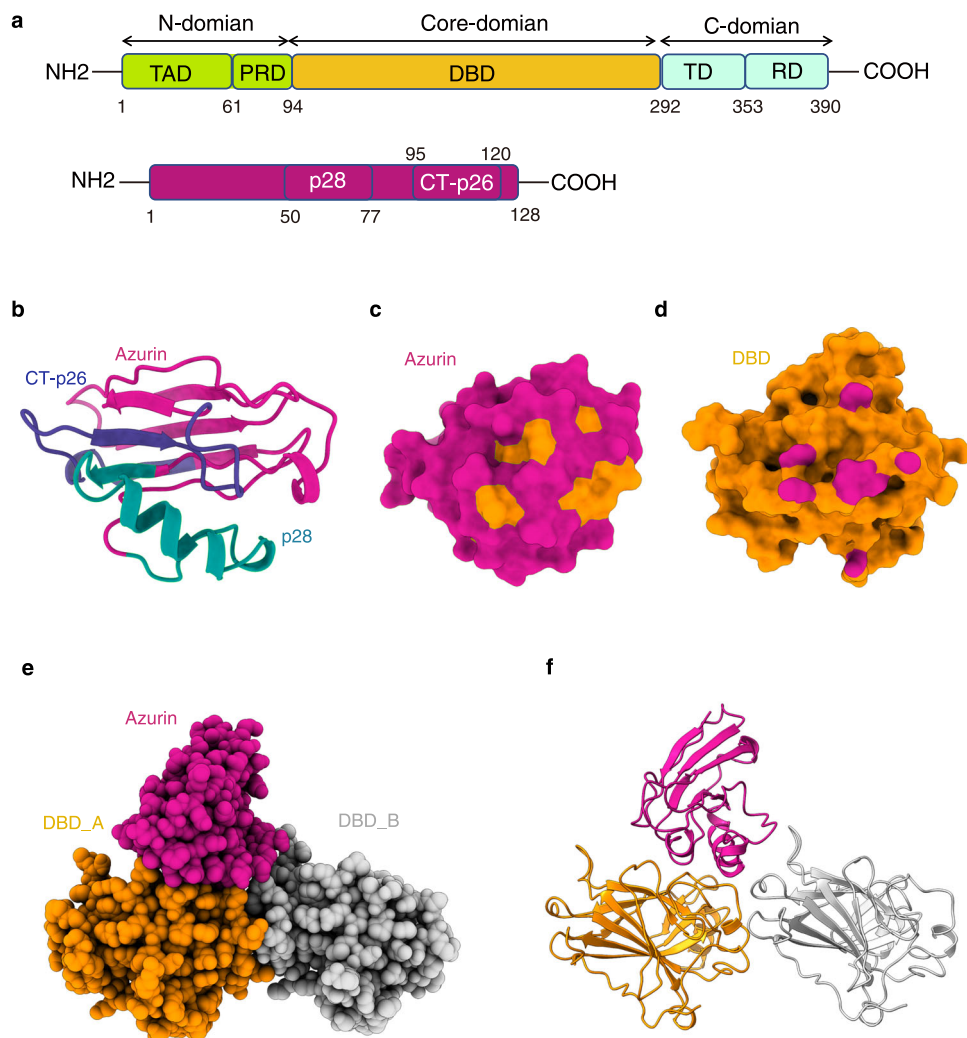 a
N-domian Core-domian C-domian
NH2 TAD PRD DBD TD RD COOH
1 61 94 292 353 390
95 120
NH2 p28 CT-p26 COOH
1 50 77 128
b c d
Azurin
CT-p26
p28
Azurin
DBD
e f
Azurin
DBD_A
DBD_B